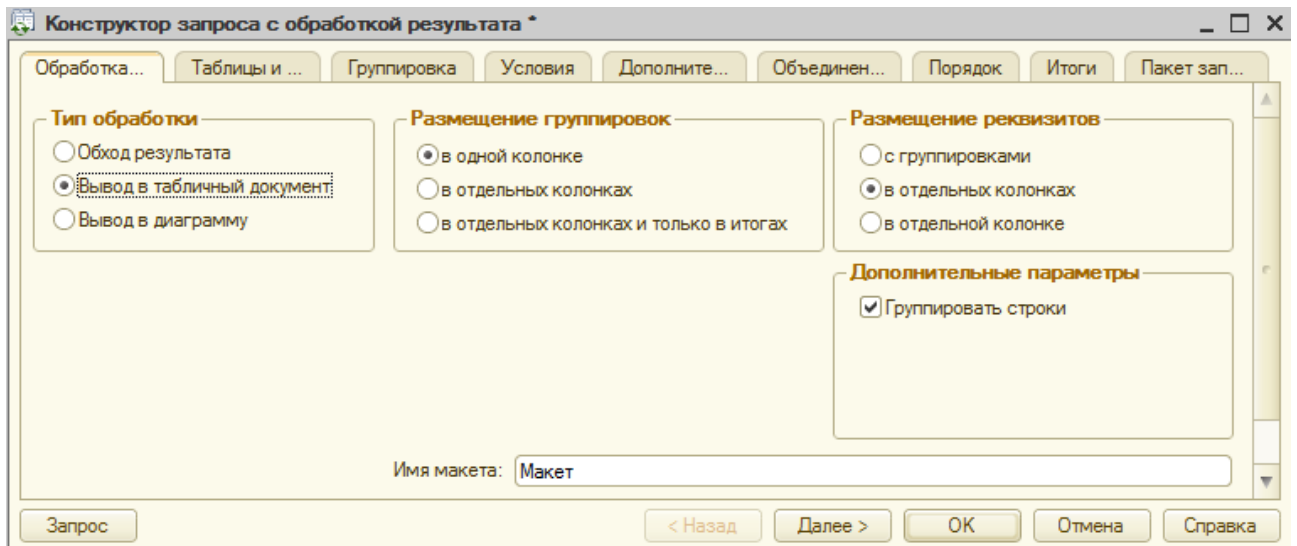 Конструктор запроса с обработкой результата *
Обработка... Таблицы и ... Группировка Условия Дополните... Объединен... Порядок Итоги Пакет зап...
Тип обработки
Обход результата
Вывод в табличный документ
Вывод в диаграмму
Размещение группировок
в одной колонке
в отдельных колонках
в отдельных колонках и только в итогах
Размещение реквизитов
с группировками
в отдельных колонках
в отдельной колонке
Дополнительные параметры
Группировать строки
Имя макета: Макет
Запрос < Назад Далее > ОК Отмена Справка